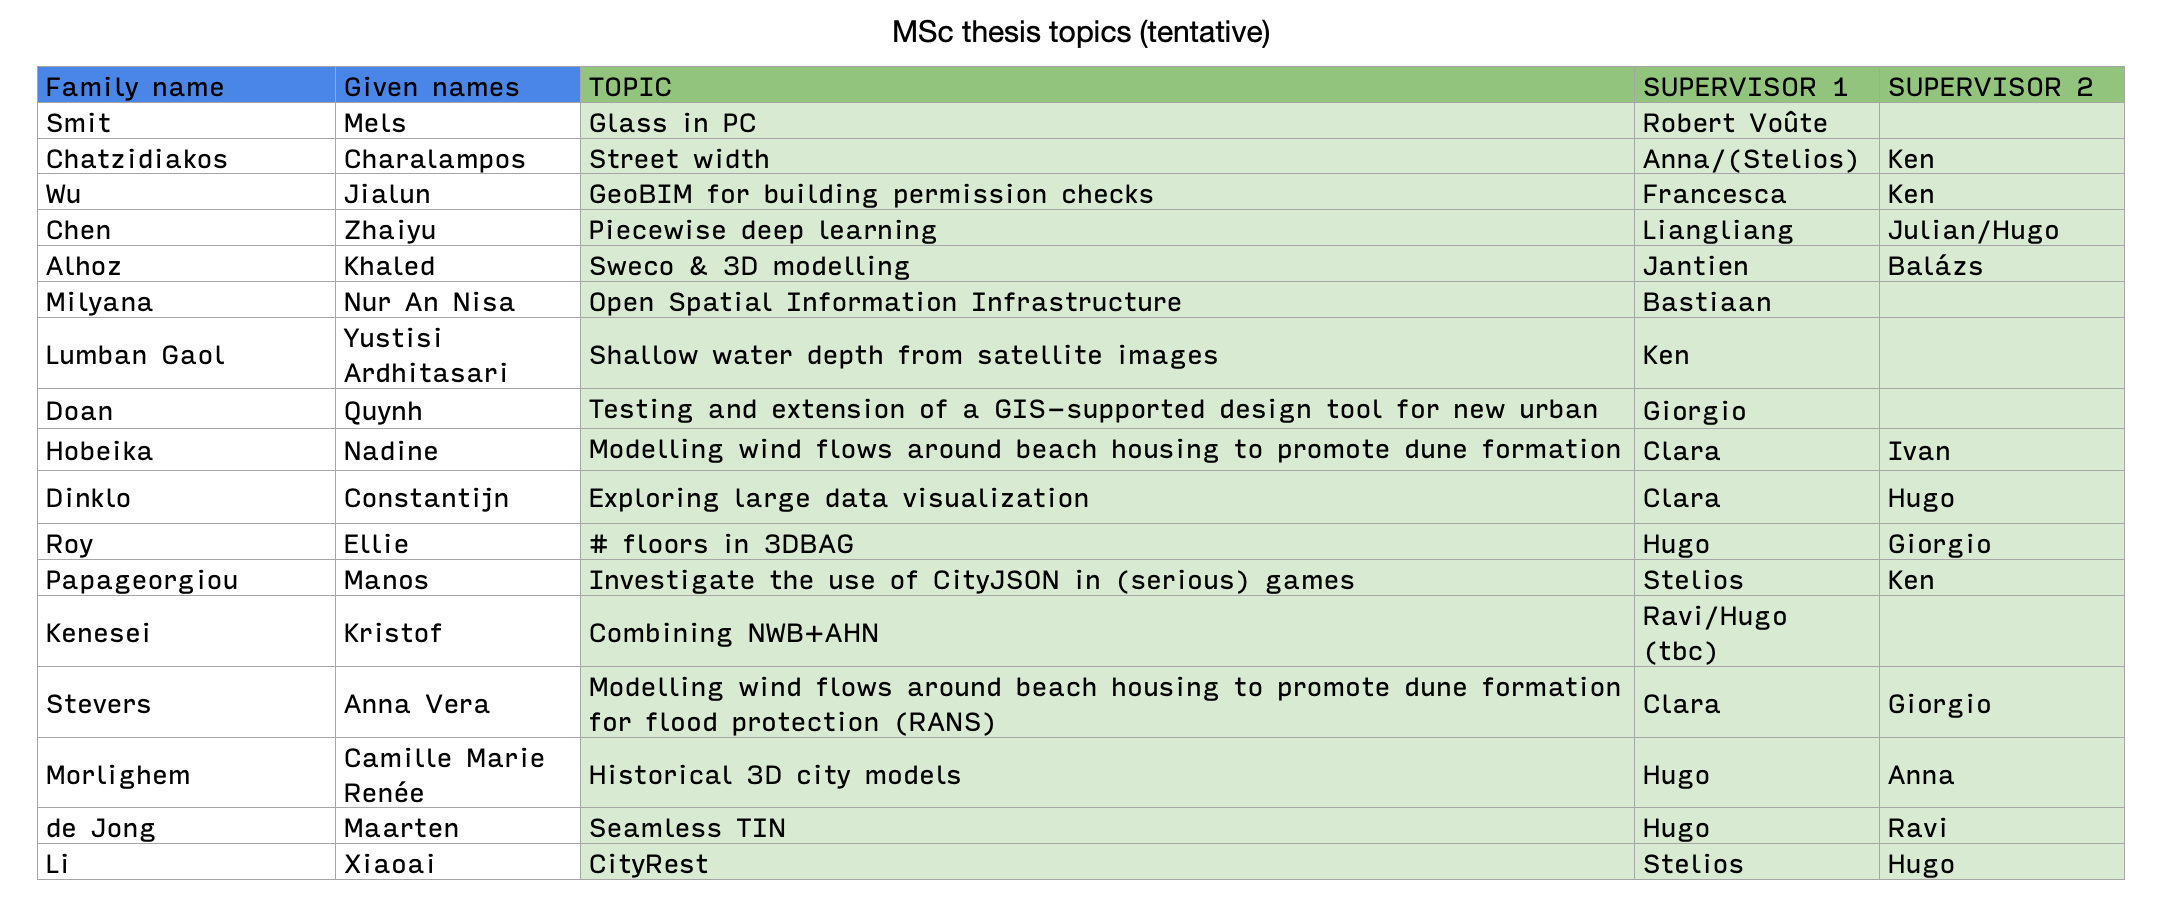 MSc thesis topics (tentative)
Family name Given names TOPIC SUPERVISOR 1 SUPERVISOR 2
Smit Mels Glass in PC Robert Voûte
Chatzidiakos Charalampos Street width Anna/(Stelios) Ken
Wu Jialun GeoBIM for building permission checks Francesca Ken
Chen Zhaiyu Piecewise deep learning Liangliang Julian/Hugo
Alhoz Khaled Sweco & 3D modelling Jantien Balázs
Milyana Nur An Nisa Open Spatial Information Infrastructure Bastiaan
Lumban Gaol Yustisi
Ardhitasari Shallow water depth from satellite images Ken
Doan Quynh Testing and extension of a GIS-supported design tool for new urban Giorgio
Hobeika Nadine Modelling wind flows around beach housing to promote dune formation Clara Ivan
Dinklo Constantijn Exploring large data visualization Clara Hugo
Roy Ellie # floors in 3DBAG Hugo Giorgio
Papageorgiou Manos Investigate the use of CityJSON in (serious) games Stelios Ken
Kenesei Kristof Combining NWB+AHN Ravi/Hugo
(tbc)
Stevers Anna Vera Modelling wind flows around beach housing to promote dune formation
for flood protection (RANS) Clara Giorgio
Morlighem Camille Marie
Renée Historical 3D city models Hugo Anna
de Jong Maarten Seamless TIN Hugo Ravi
Li Xiaoai CityRest Stelios Hugo